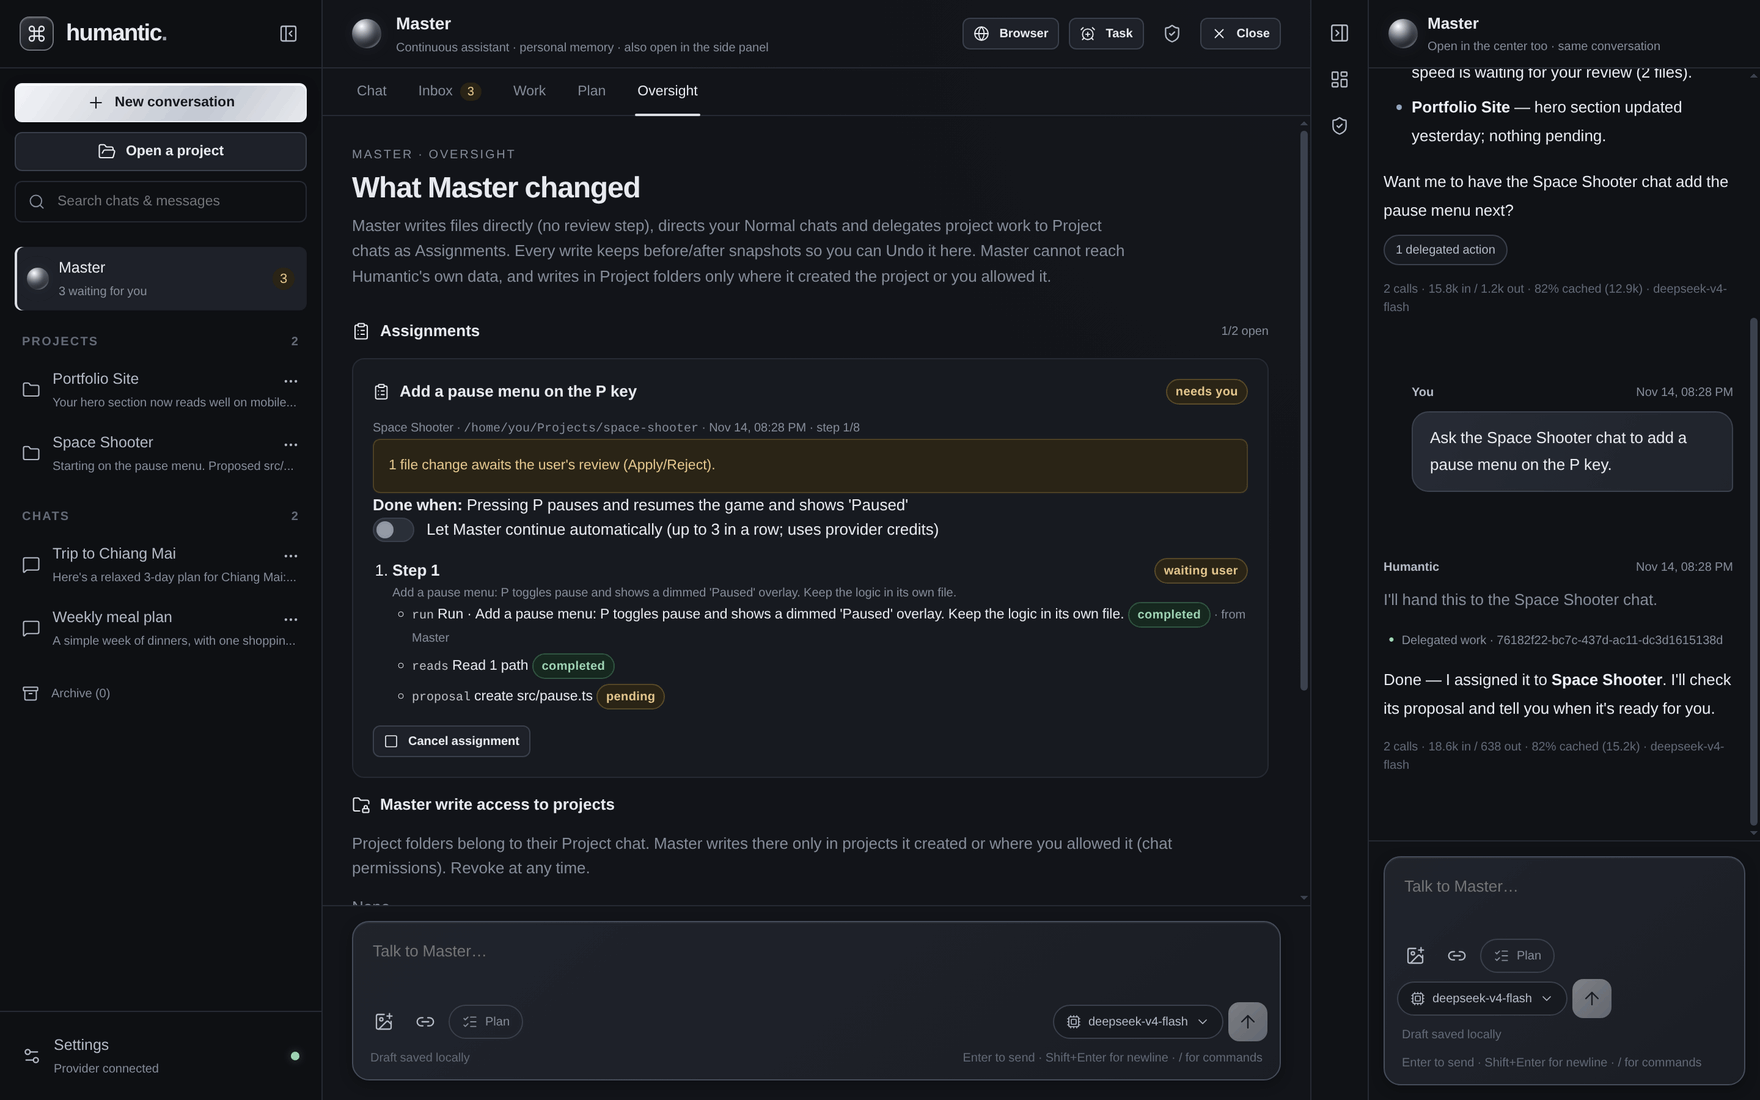 humantic.
New conversation
Open a project
Search chats & messages
Master
3 waiting for you
3
PROJECTS
2
Portfolio Site
Your hero section now reads well on mobile...
Space Shooter
Starting on the pause menu. Proposed src/...
CHATS
2
Trip to Chiang Mai
Here's a relaxed 3-day plan for Chiang Mai:...
Weekly meal plan
A simple week of dinners, with one shoppin...
Archive (0)
Settings
Provider connected
Master
Continuous assistant · personal memory · also open in the side panel
Browser
Task
Close
Chat
Inbox 3
Work
Plan
Oversight
MASTER · OVERSIGHT
What Master changed
Master writes files directly (no review step), directs your Normal chats and delegates project work to Project
chats as Assignments. Every write keeps before/after snapshots so you can Undo it here. Master cannot reach
Humantic's own data, and writes in Project folders only where it created the project or you allowed it.
Assignments
1/2 open
Add a pause menu on the P key
needs you
Space Shooter · /home/you/Projects/space-shooter · Nov 14, 08:28 PM · step 1/8
1 file change awaits the user's review (Apply/Reject).
Done when: Pressing P pauses and resumes the game and shows 'Paused'
Let Master continue automatically (up to 3 in a row; uses provider credits)
1. Step 1
waiting user
Add a pause menu: P toggles pause and shows a dimmed 'Paused' overlay. Keep the logic in its own file.
run Run · Add a pause menu: P toggles pause and shows a dimmed 'Paused' overlay. Keep the logic in its own file. completed · from
Master
reads Read 1 path completed
proposal create src/pause.ts pending
Cancel assignment
Master write access to projects
Project folders belong to their Project chat. Master writes there only in projects it created or where you allowed it (chat
permissions). Revoke at any time.
Talk to Master…
Plan
deepseek-v4-flash
Draft saved locally
Enter to send · Shift+Enter for newline · / for commands
Master
Open in the center too · same conversation
speed is waiting for your review (2 files).
Portfolio Site — hero section updated
yesterday; nothing pending.
Want me to have the Space Shooter chat add the
pause menu next?
1 delegated action
2 calls · 15.8k in / 1.2k out · 82% cached (12.9k) · deepseek-v4-
flash
You
Nov 14, 08:28 PM
Ask the Space Shooter chat to add a
pause menu on the P key.
Humantic
Nov 14, 08:28 PM
I'll hand this to the Space Shooter chat.
Delegated work · 76182f22-bc7c-437d-ac11-dc3d1615138d
Done — I assigned it to Space Shooter. I'll check
its proposal and tell you when it's ready for you.
2 calls · 18.6k in / 638 out · 82% cached (15.2k) · deepseek-v4-
flash
Talk to Master…
Plan
deepseek-v4-flash
Draft saved locally
Enter to send · Shift+Enter for newline · / for commands